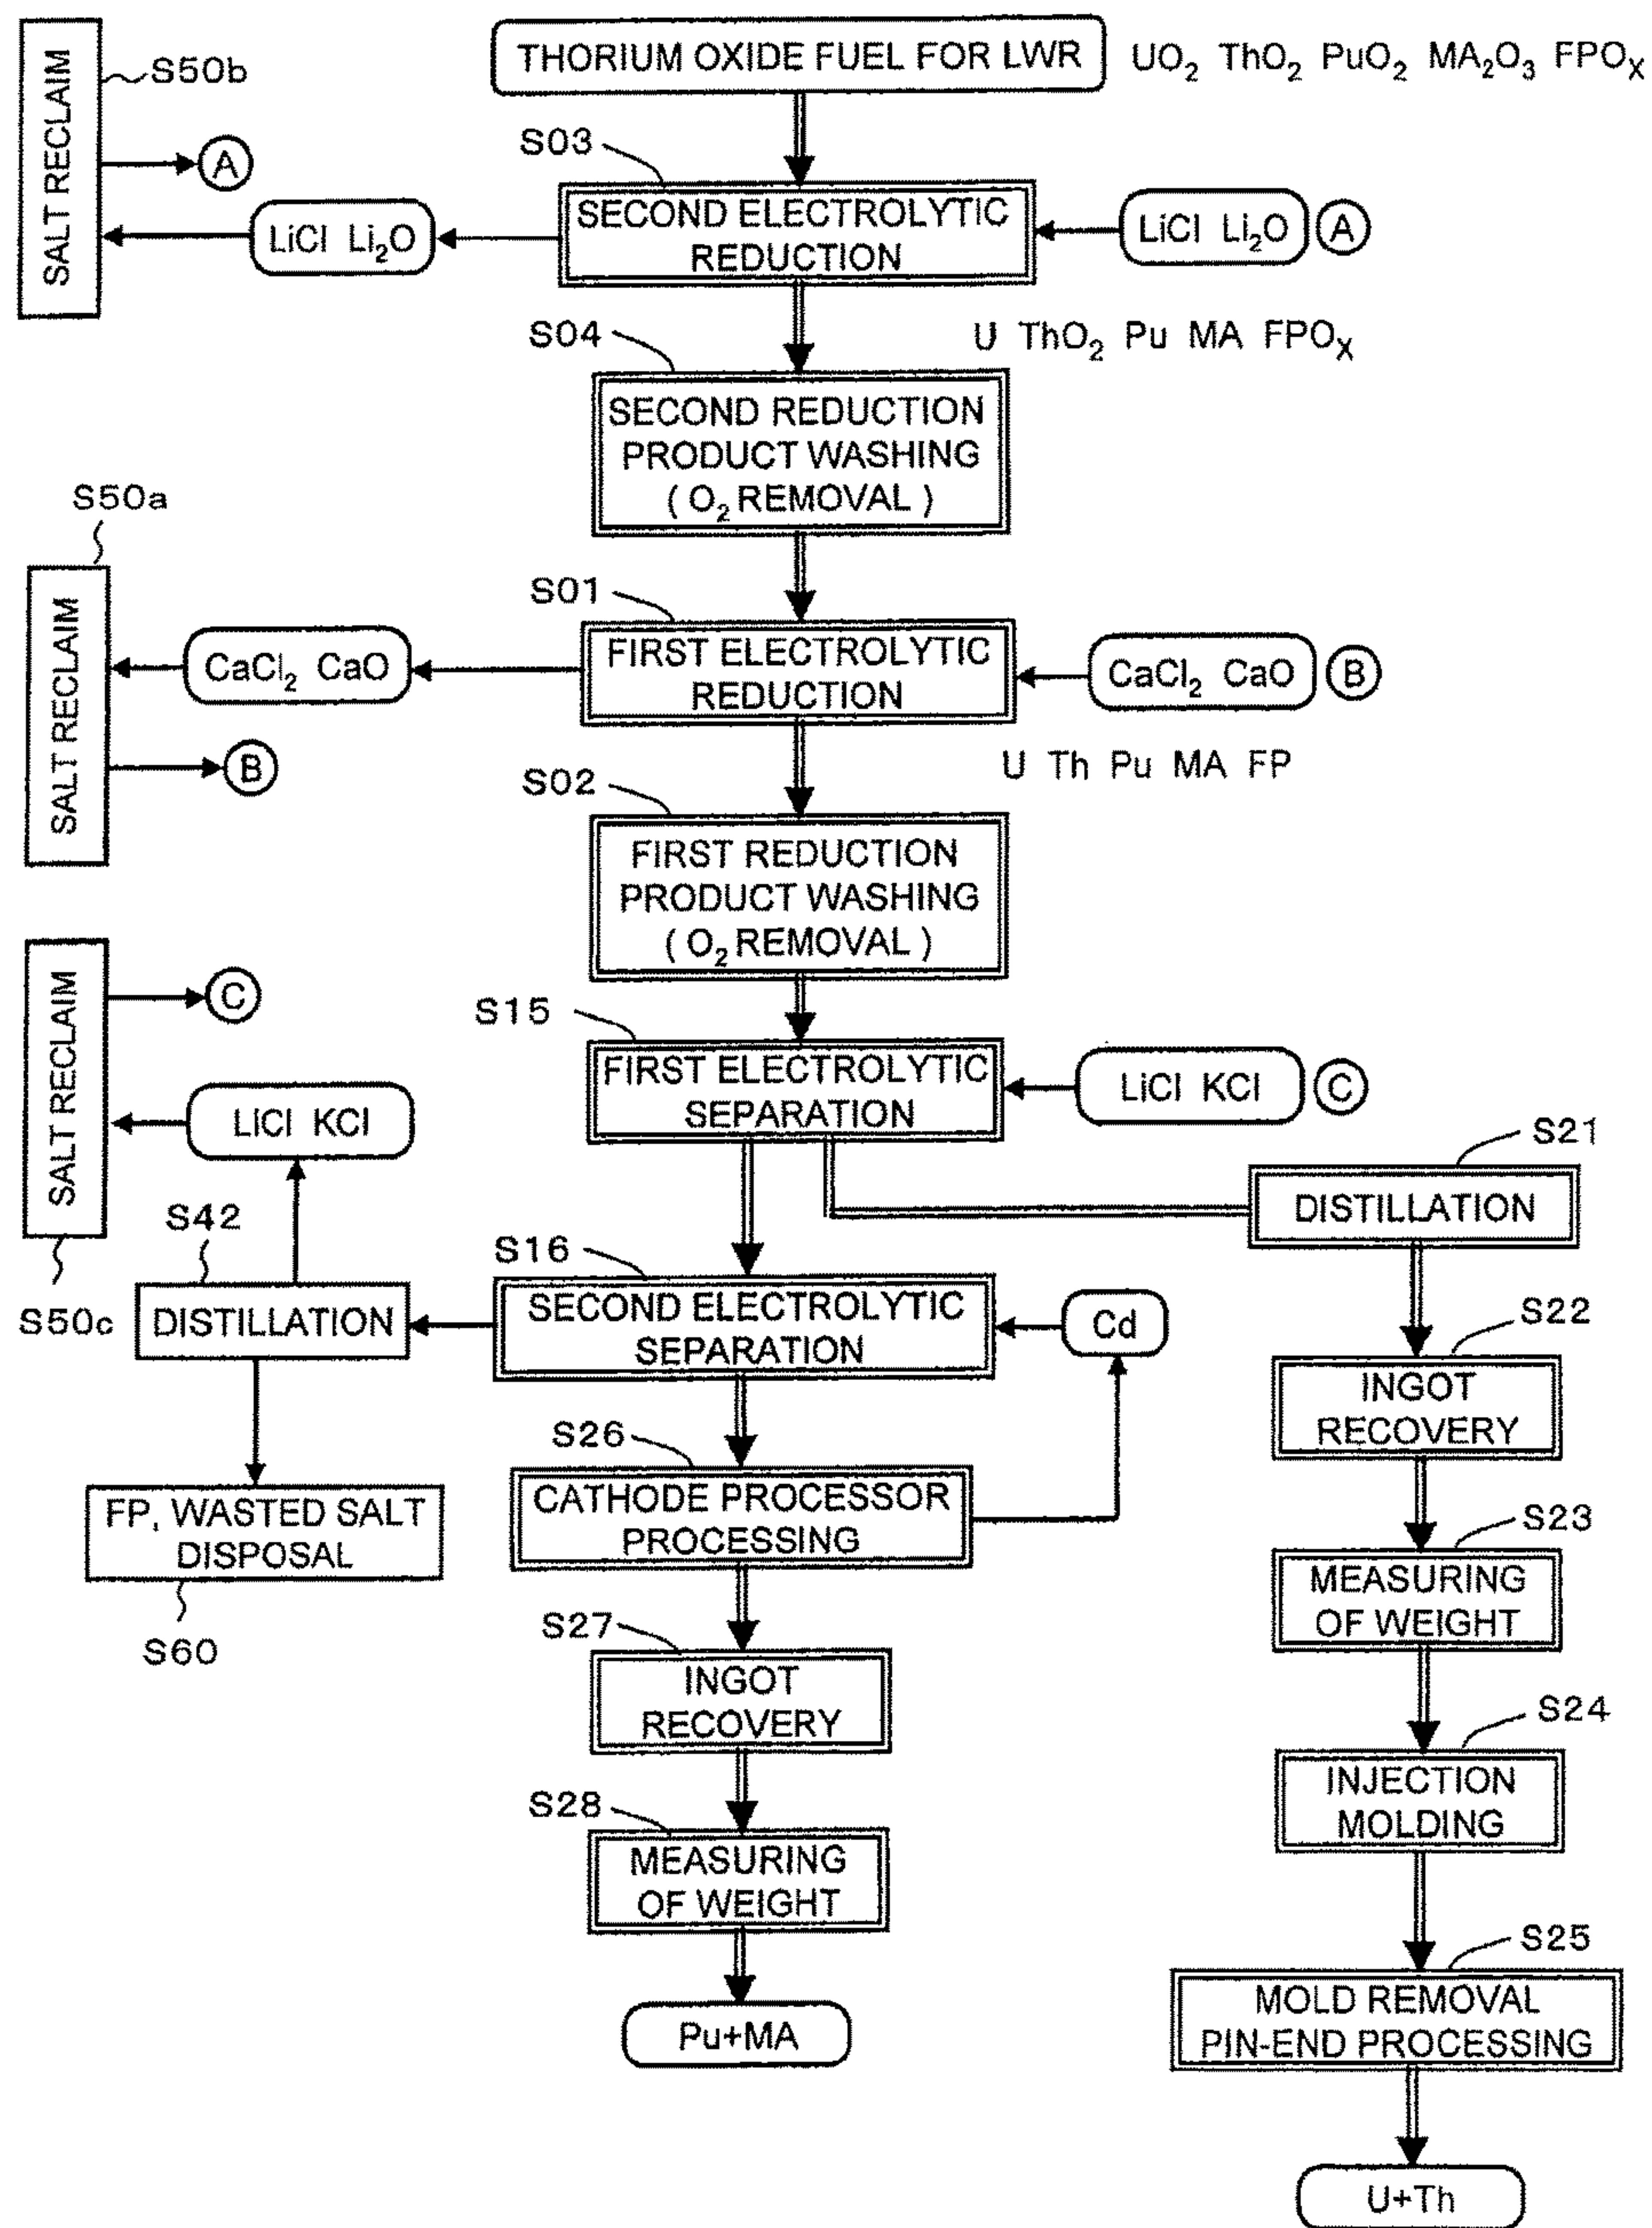 THORIUM OXIDE FUEL FOR LWR
UO₂ ThO₂ PuO₂ MA₂O₃ FPOₓ
SALT RECLAIM
S50b
A
LiCl Li₂O
S03
SECOND ELECTROLYTIC
REDUCTION
LiCl Li₂O
A
U ThO₂ Pu MA FPOₓ
S04
SECOND REDUCTION
PRODUCT WASHING
( O₂ REMOVAL )
S50a
SALT RECLAIM
CaCl₂ CaO
B
S01
FIRST ELECTROLYTIC
REDUCTION
CaCl₂ CaO
B
U Th Pu MA FP
S02
FIRST REDUCTION
PRODUCT WASHING
( O₂ REMOVAL )
SALT RECLAIM
C
LiCl KCl
S50c
S15
FIRST ELECTROLYTIC
SEPARATION
LiCl KCl
C
S42
DISTILLATION
S16
SECOND ELECTROLYTIC
SEPARATION
Cd
FP, WASTED SALT
DISPOSAL
S60
S26
CATHODE PROCESSOR
PROCESSING
S27
INGOT
RECOVERY
S28
MEASURING
OF WEIGHT
Pu+MA
S21
DISTILLATION
S22
INGOT
RECOVERY
S23
MEASURING
OF WEIGHT
S24
INJECTION
MOLDING
S25
MOLD REMOVAL
PIN-END PROCESSING
U+Th